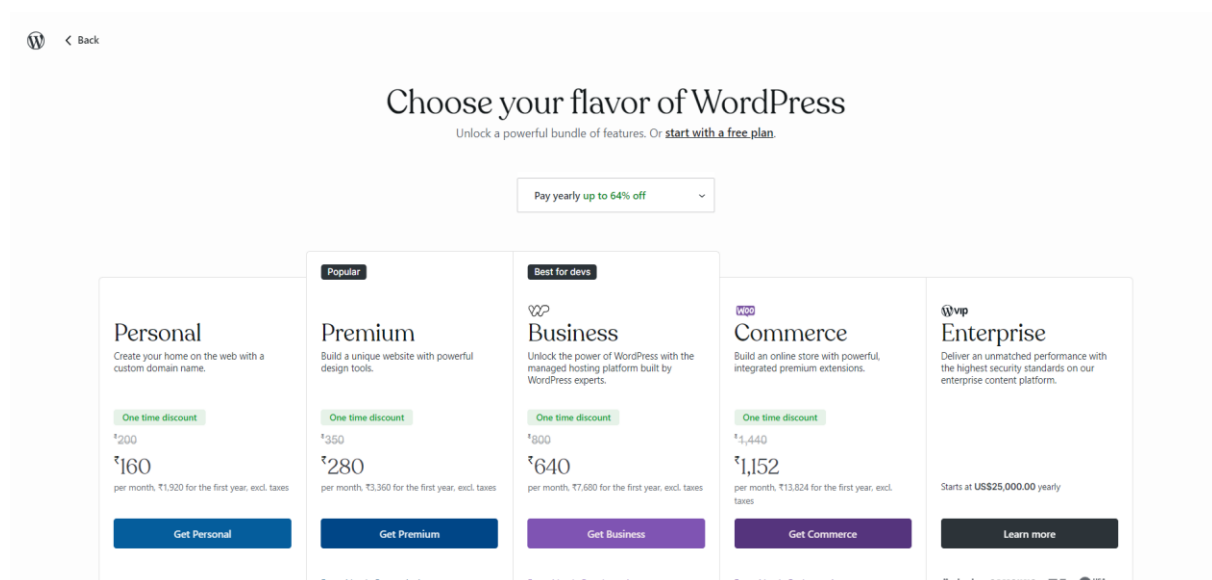 Back
Choose your flavor of WordPress
Unlock a powerful bundle of features. Or start with a free plan.
Pay yearly up to 64% off
Popular
Best for devs
Personal
Create your home on the web with a
custom domain name.
One time discount
₹200
₹160
per month, ₹1,920 for the first year, excl. taxes
Get Personal
Premium
Build a unique website with powerful
design tools.
One time discount
₹350
₹280
per month, ₹3,360 for the first year, excl. taxes
Get Premium
Business
Unlock the power of WordPress with the
managed hosting platform built by
WordPress experts.
One time discount
₹800
₹640
per month, ₹7,680 for the first year, excl. taxes
Get Business
WOO
Commerce
Build an online store with powerful,
integrated premium extensions.
One time discount
₹1,440
₹1,152
per month, ₹13,824 for the first year, excl.
taxes
Get Commerce
vip
Enterprise
Deliver an unmatched performance with
the highest security standards on our
enterprise content platform.
Starts at US$25,000.00 yearly
Learn more